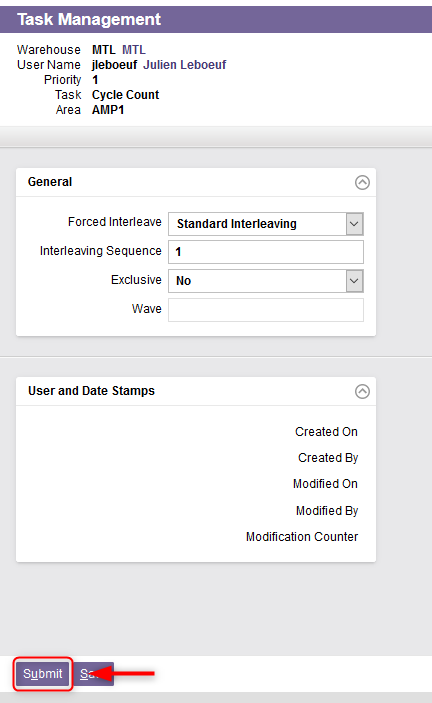 Task Management
Warehouse MTL MTL
User Name jleboeuf Julien Leboeuf
Priority 1
Task Cycle Count
Area AMP1
General
Forced Interleave Standard Interleaving
Interleaving Sequence 1
Exclusive No
Wave
User and Date Stamps
Created On
Created By
Modified On
Modified By
Modification Counter
Submit